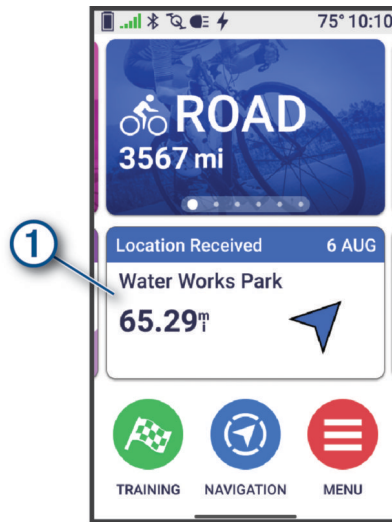 75° 10:10
ROAD
3567 mi
1
Location Received 6 AUG
Water Works Park
65.29 mi
TRAINING NAVIGATION MENU